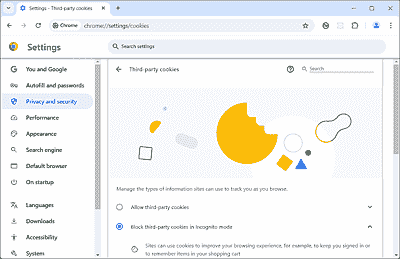 Settings - Third-party cookies
Chrome
chrome://settings/cookies
Settings
Search settings
You and Google
Autofill and passwords
Privacy and security
Performance
Appearance
Search engine
Default browser
On startup
Languages
Downloads
Accessibility
System
Third-party cookies
Search
Manage the types of information sites can use to track you as you browse.
Allow third-party cookies
Block third-party cookies in Incognito mode
Sites can use cookies to improve your browsing experience, for example, to keep you signed in or
to remember items in your shopping cart